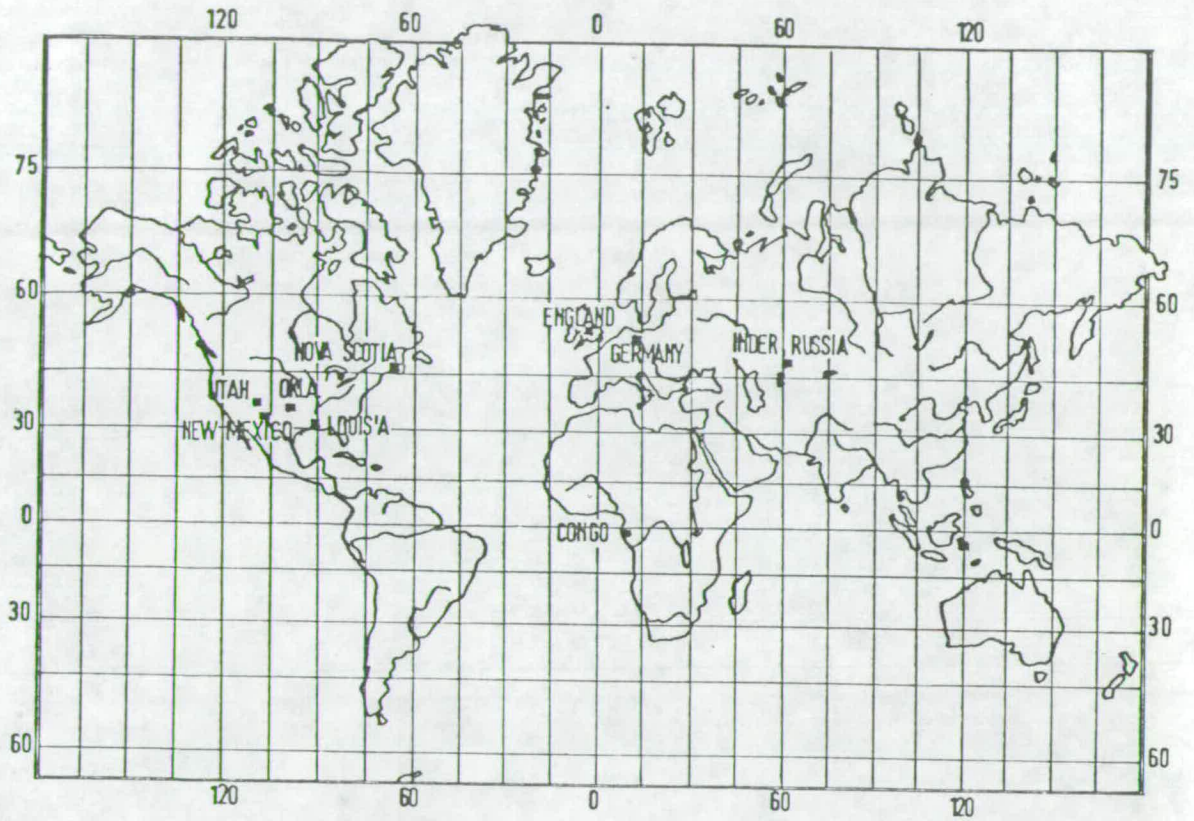 120 60 0 60 120
75 75
60 60
ENGLAND
NOVA SCOTIA GERMANY INDER, RUSSIA
UTAH OKLA
30 NEW MEXICO LOUIS'A 30
0 CONGO 0
30 30
60 60
120 60 0 60 120